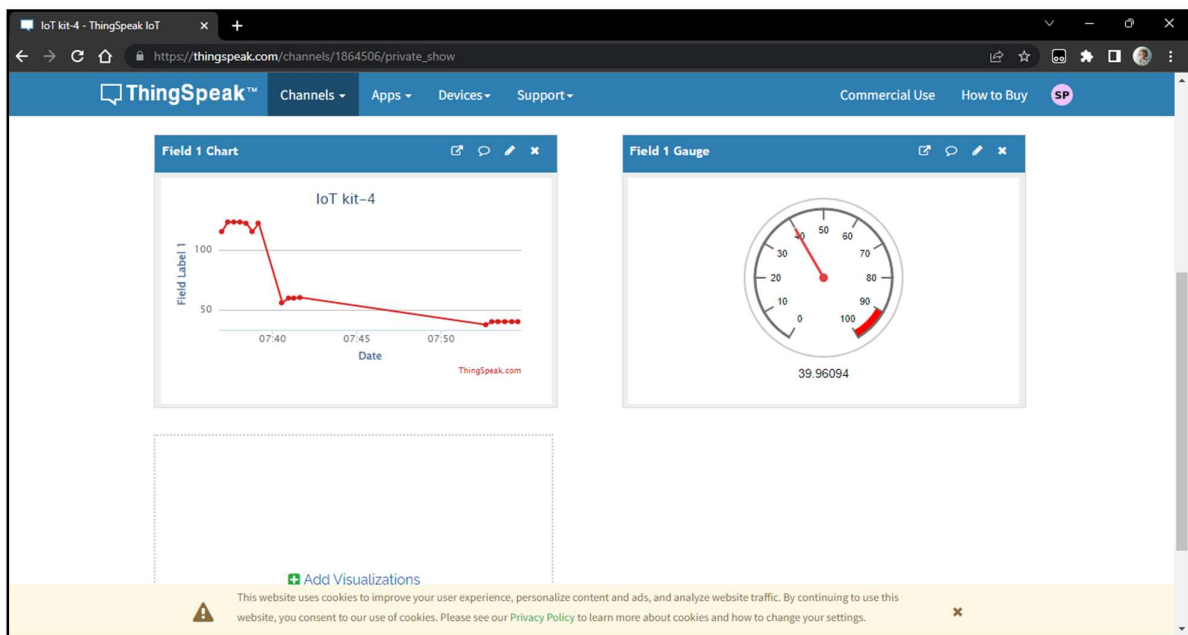 IoT kit-4 - ThingSpeak IoT
https://thingspeak.com/channels/1864506/private_show
ThingSpeak™ Channels Apps Devices Support Commercial Use How to Buy SP
Field 1 Chart
IoT kit-4
Field Label 1
100
50
07:40 07:45 07:50
Date
ThingSpeak.com
Field 1 Gauge
0
10
20
30
40
50
60
70
80
90
100
39.96094
Add Visualizations
This website uses cookies to improve your user experience, personalize content and ads, and analyze website traffic. By continuing to use this
website, you consent to our use of cookies. Please see our Privacy Policy to learn more about cookies and how to change your settings.